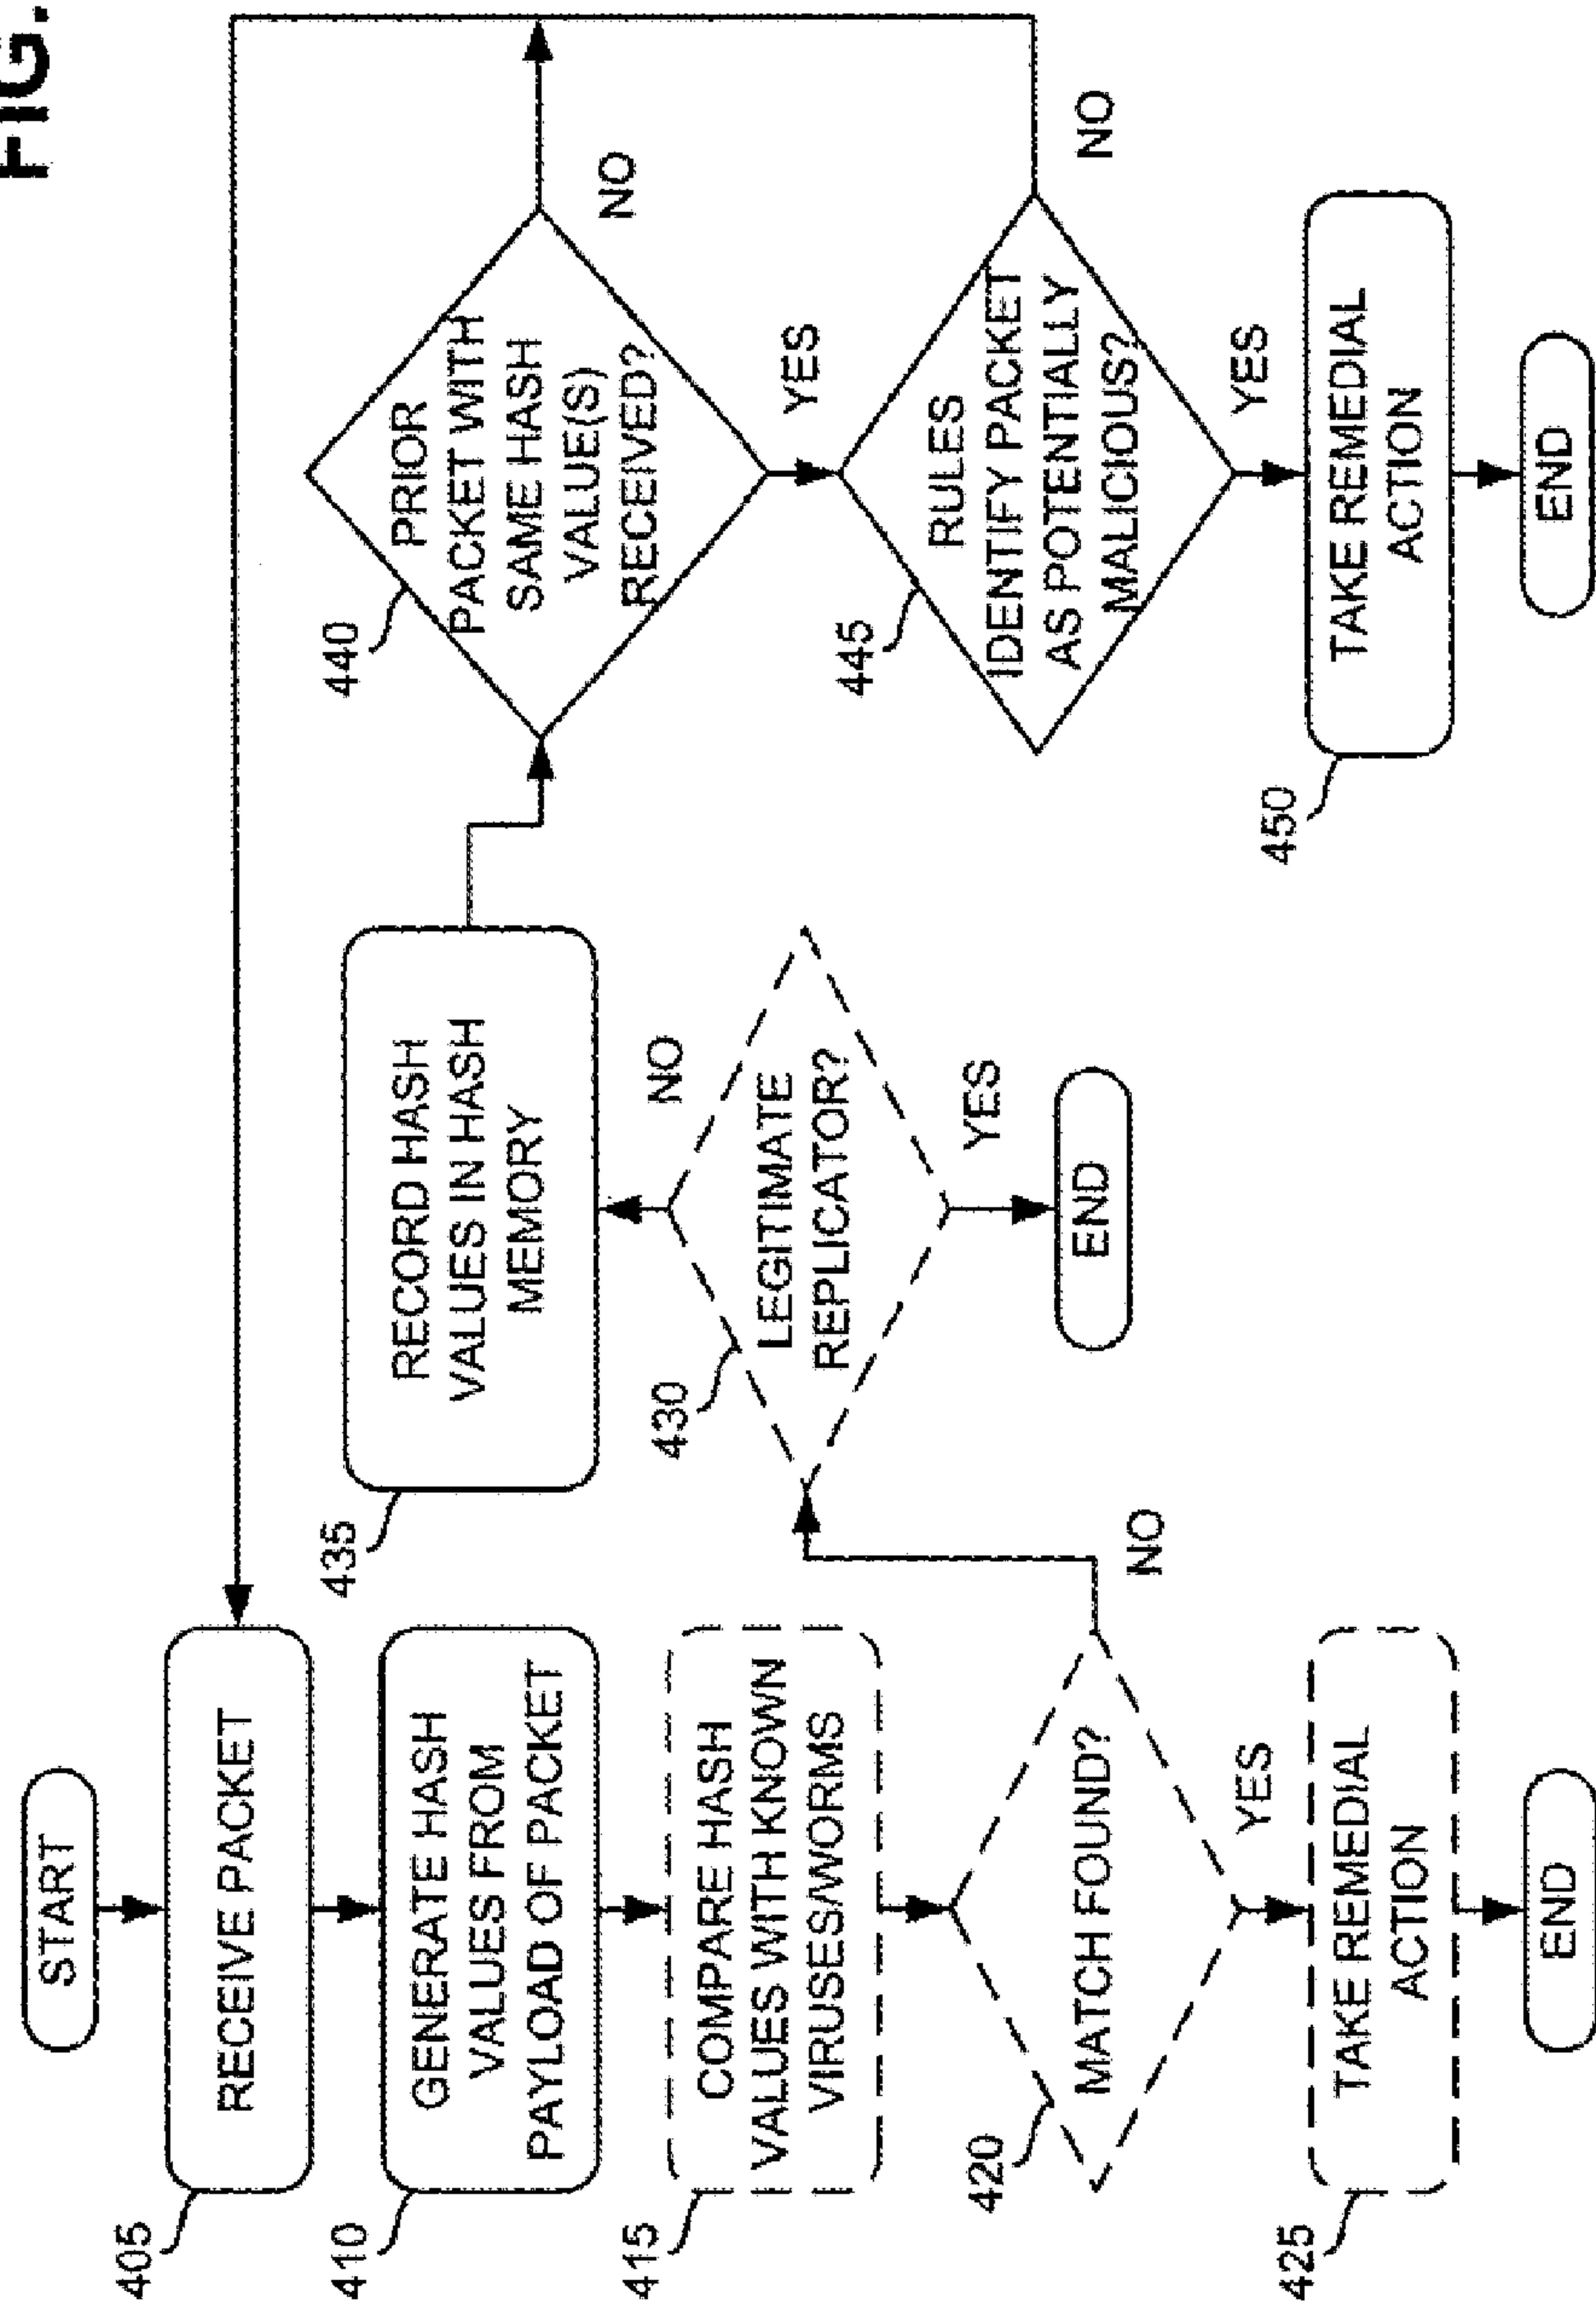 FIG.
START
405
RECEIVE PACKET
410
GENERATE HASH
VALUES FROM
PAYLOAD OF PACKET
415
COMPARE HASH
VALUES WITH KNOWN
VIRUSES/WORMS
420
MATCH FOUND?
NO
YES
425
TAKE REMEDIAL
ACTION
END
430
LEGITIMATE
REPLICATOR?
NO
YES
END
435
RECORD HASH
VALUES IN HASH
MEMORY
440
PRIOR
PACKET WITH
SAME HASH
VALUE(S)
RECEIVED?
NO
YES
445
RULES
IDENTIFY PACKET
AS POTENTIALLY
MALICIOUS?
NO
YES
450
TAKE REMEDIAL
ACTION
END